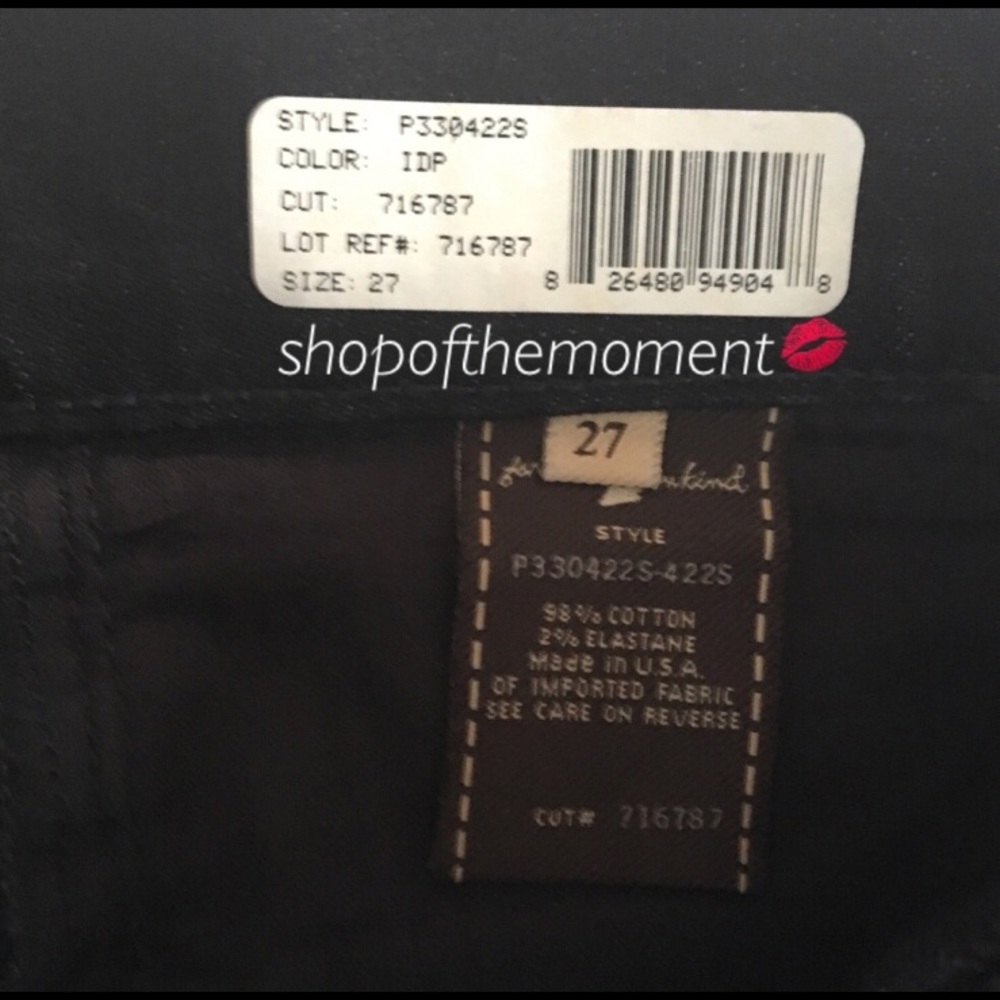 STYLE: P330422S
COLOR: IDP
CUT: 716787
LOT REF#: 716787
SIZE: 27
8 26480 94904 8
shopofthemoment
27
STYLE
P330422S-422S
98% COTTON
2% ELASTANE
Made in U.S.A.
OF IMPORTED FABRIC
SEE CARE ON REVERSE
CUT# 716787